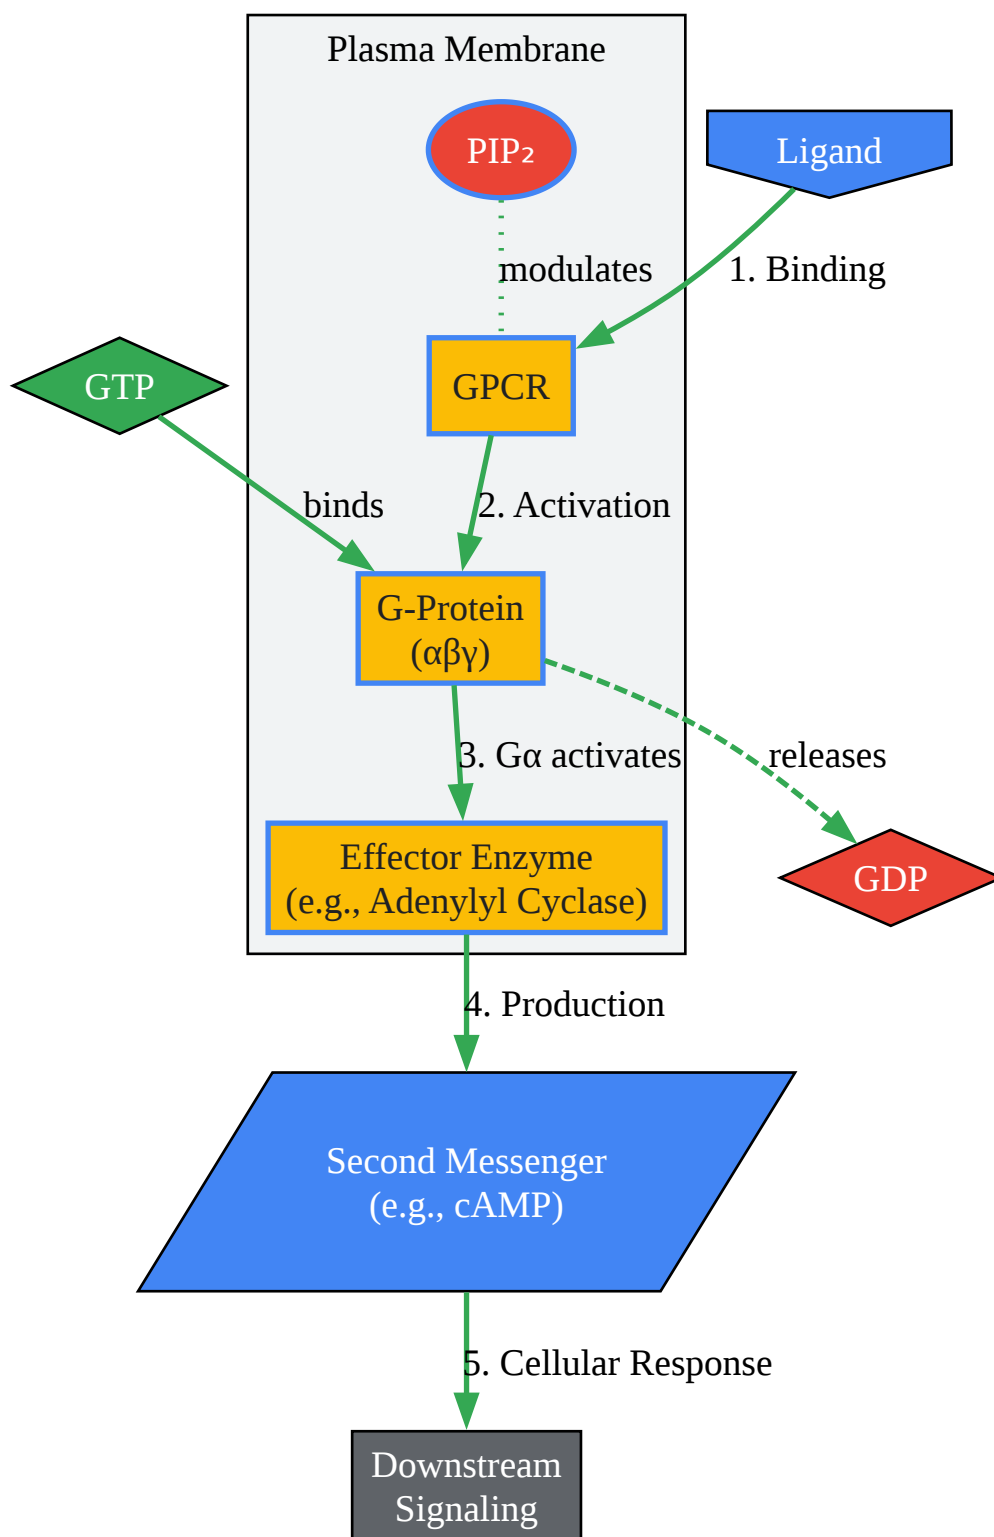 Plasma Membrane
PIP₂
Ligand
modulates
1. Binding
GTP
GPCR
binds
2. Activation
G-Protein
(αβγ)
3. Gα activates
releases
Effector Enzyme
(e.g., Adenylyl Cyclase)
GDP
4. Production
Second Messenger
(e.g., cAMP)
5. Cellular Response
Downstream
Signaling